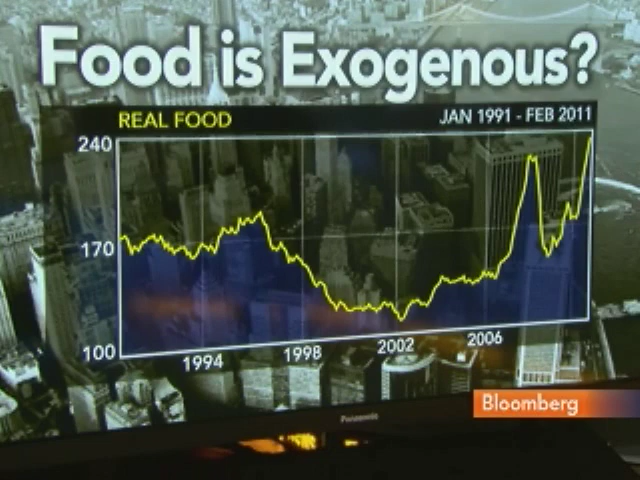 Food is Exogenous?
REAL FOOD JAN 1991 - FEB 2011
240
170
100
1994 1998 2002 2006
Bloomberg
Panasonic